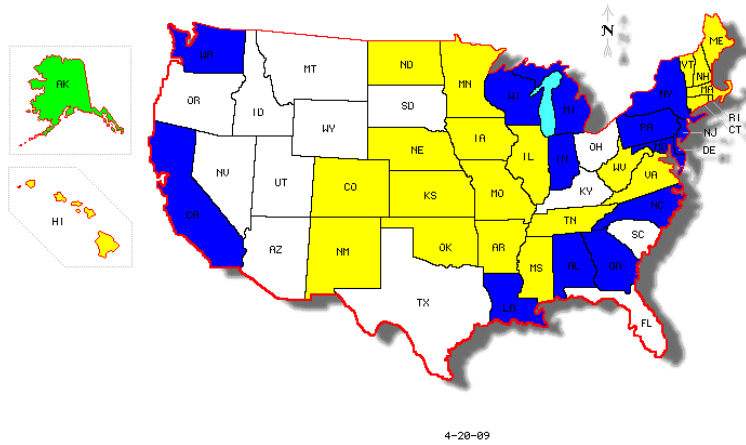 N
WA
MT
ND
MN
ME
VT
NH
MA
NY
RI
CT
AK
OR
ID
SD
WI
MI
WY
IA
PA
NJ
DE
NE
IL
IN
OH
NV
UT
CO
KS
MO
WV
VA
KY
HI
CA
AZ
NM
OK
AR
TN
NC
SC
MS
AL
GA
TX
LA
FL
4-20-09